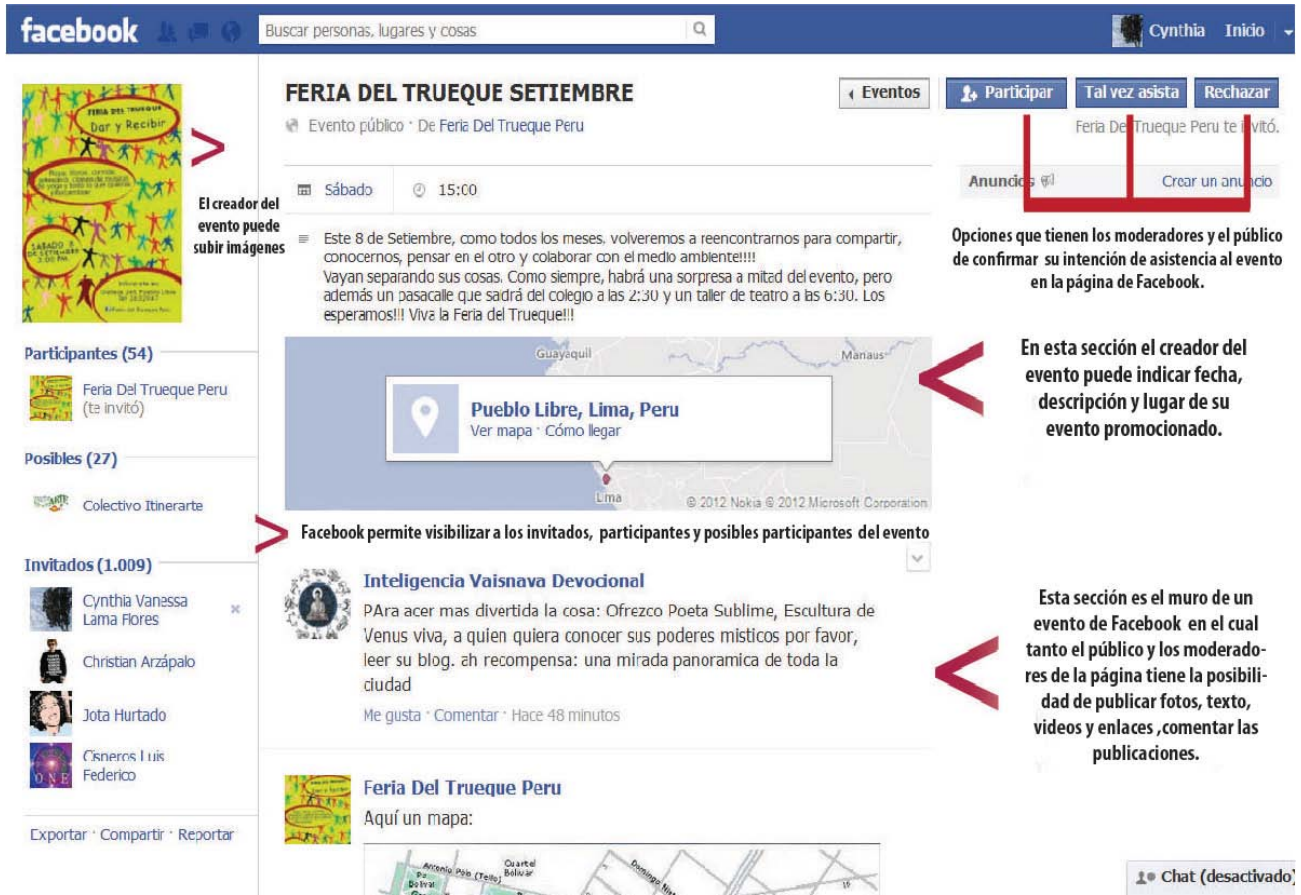 facebook
Buscar personas, lugares y cosas
Cynthia Inicio
FERIA DEL TRUEQUE
Dar y Recibir
SABADO 8
DE SETIEMBRE
3:00 PM.
El creador del
evento puede
subir imágenes
FERIA DEL TRUEQUE SETIEMBRE
Evento público · De Feria Del Trueque Peru
Eventos
Participar
Tal vez asista
Rechazar
Feria Del Trueque Peru te invitó.
Sábado 15:00
Anuncios
Crear un anuncio
Este 8 de Setiembre, como todos los meses, volveremos a reencontrarnos para compartir,
conocernos, pensar en el otro y colaborar con el medio ambiente!!!!
Vayan separando sus cosas. Como siempre, habrá una sorpresa a mitad del evento, pero
además un pasacalle que saldrá del colegio a las 2:30 y un taller de teatro a las 6:30. Los
esperamos!!! Viva la Feria del Trueque!!!
Opciones que tienen los moderadores y el público
de confirmar su intención de asistencia al evento
en la página de Facebook.
Participantes (54)
Feria Del Trueque Peru
(te invitó)
Posibles (27)
Colectivo Itinerarte
Invitados (1.009)
Cynthia Vanessa
Lama Flores
Christian Arzápalo
Jota Hurtado
Cisneros Luis
Federico
Exportar · Compartir · Reportar
Guayaquil
Manaus
Pueblo Libre, Lima, Peru
Ver mapa · Cómo llegar
Lima
© 2012 Nokia © 2012 Microsoft Corporation
En esta sección el creador del
evento puede indicar fecha,
descripción y lugar de su
evento promocionado.
Facebook permite visibilizar a los invitados, participantes y posibles participantes del evento
Inteligencia Vaisnava Devocional
PAra acer mas divertida la cosa: Ofrezco Poeta Sublime, Escultura de
Venus viva, a quien quiera conocer sus poderes misticos por favor,
leer su blog. ah recompensa: una mirada panoramica de toda la
ciudad
Me gusta · Comentar · Hace 48 minutos
Esta sección es el muro de un
evento de Facebook en el cual
tanto el público y los moderado-
res de la página tiene la posibili-
dad de publicar fotos, texto,
videos y enlaces ,comentar las
publicaciones.
Feria Del Trueque Peru
Aquí un mapa:
Cuartel
Bolívar
Chat (desactivado)